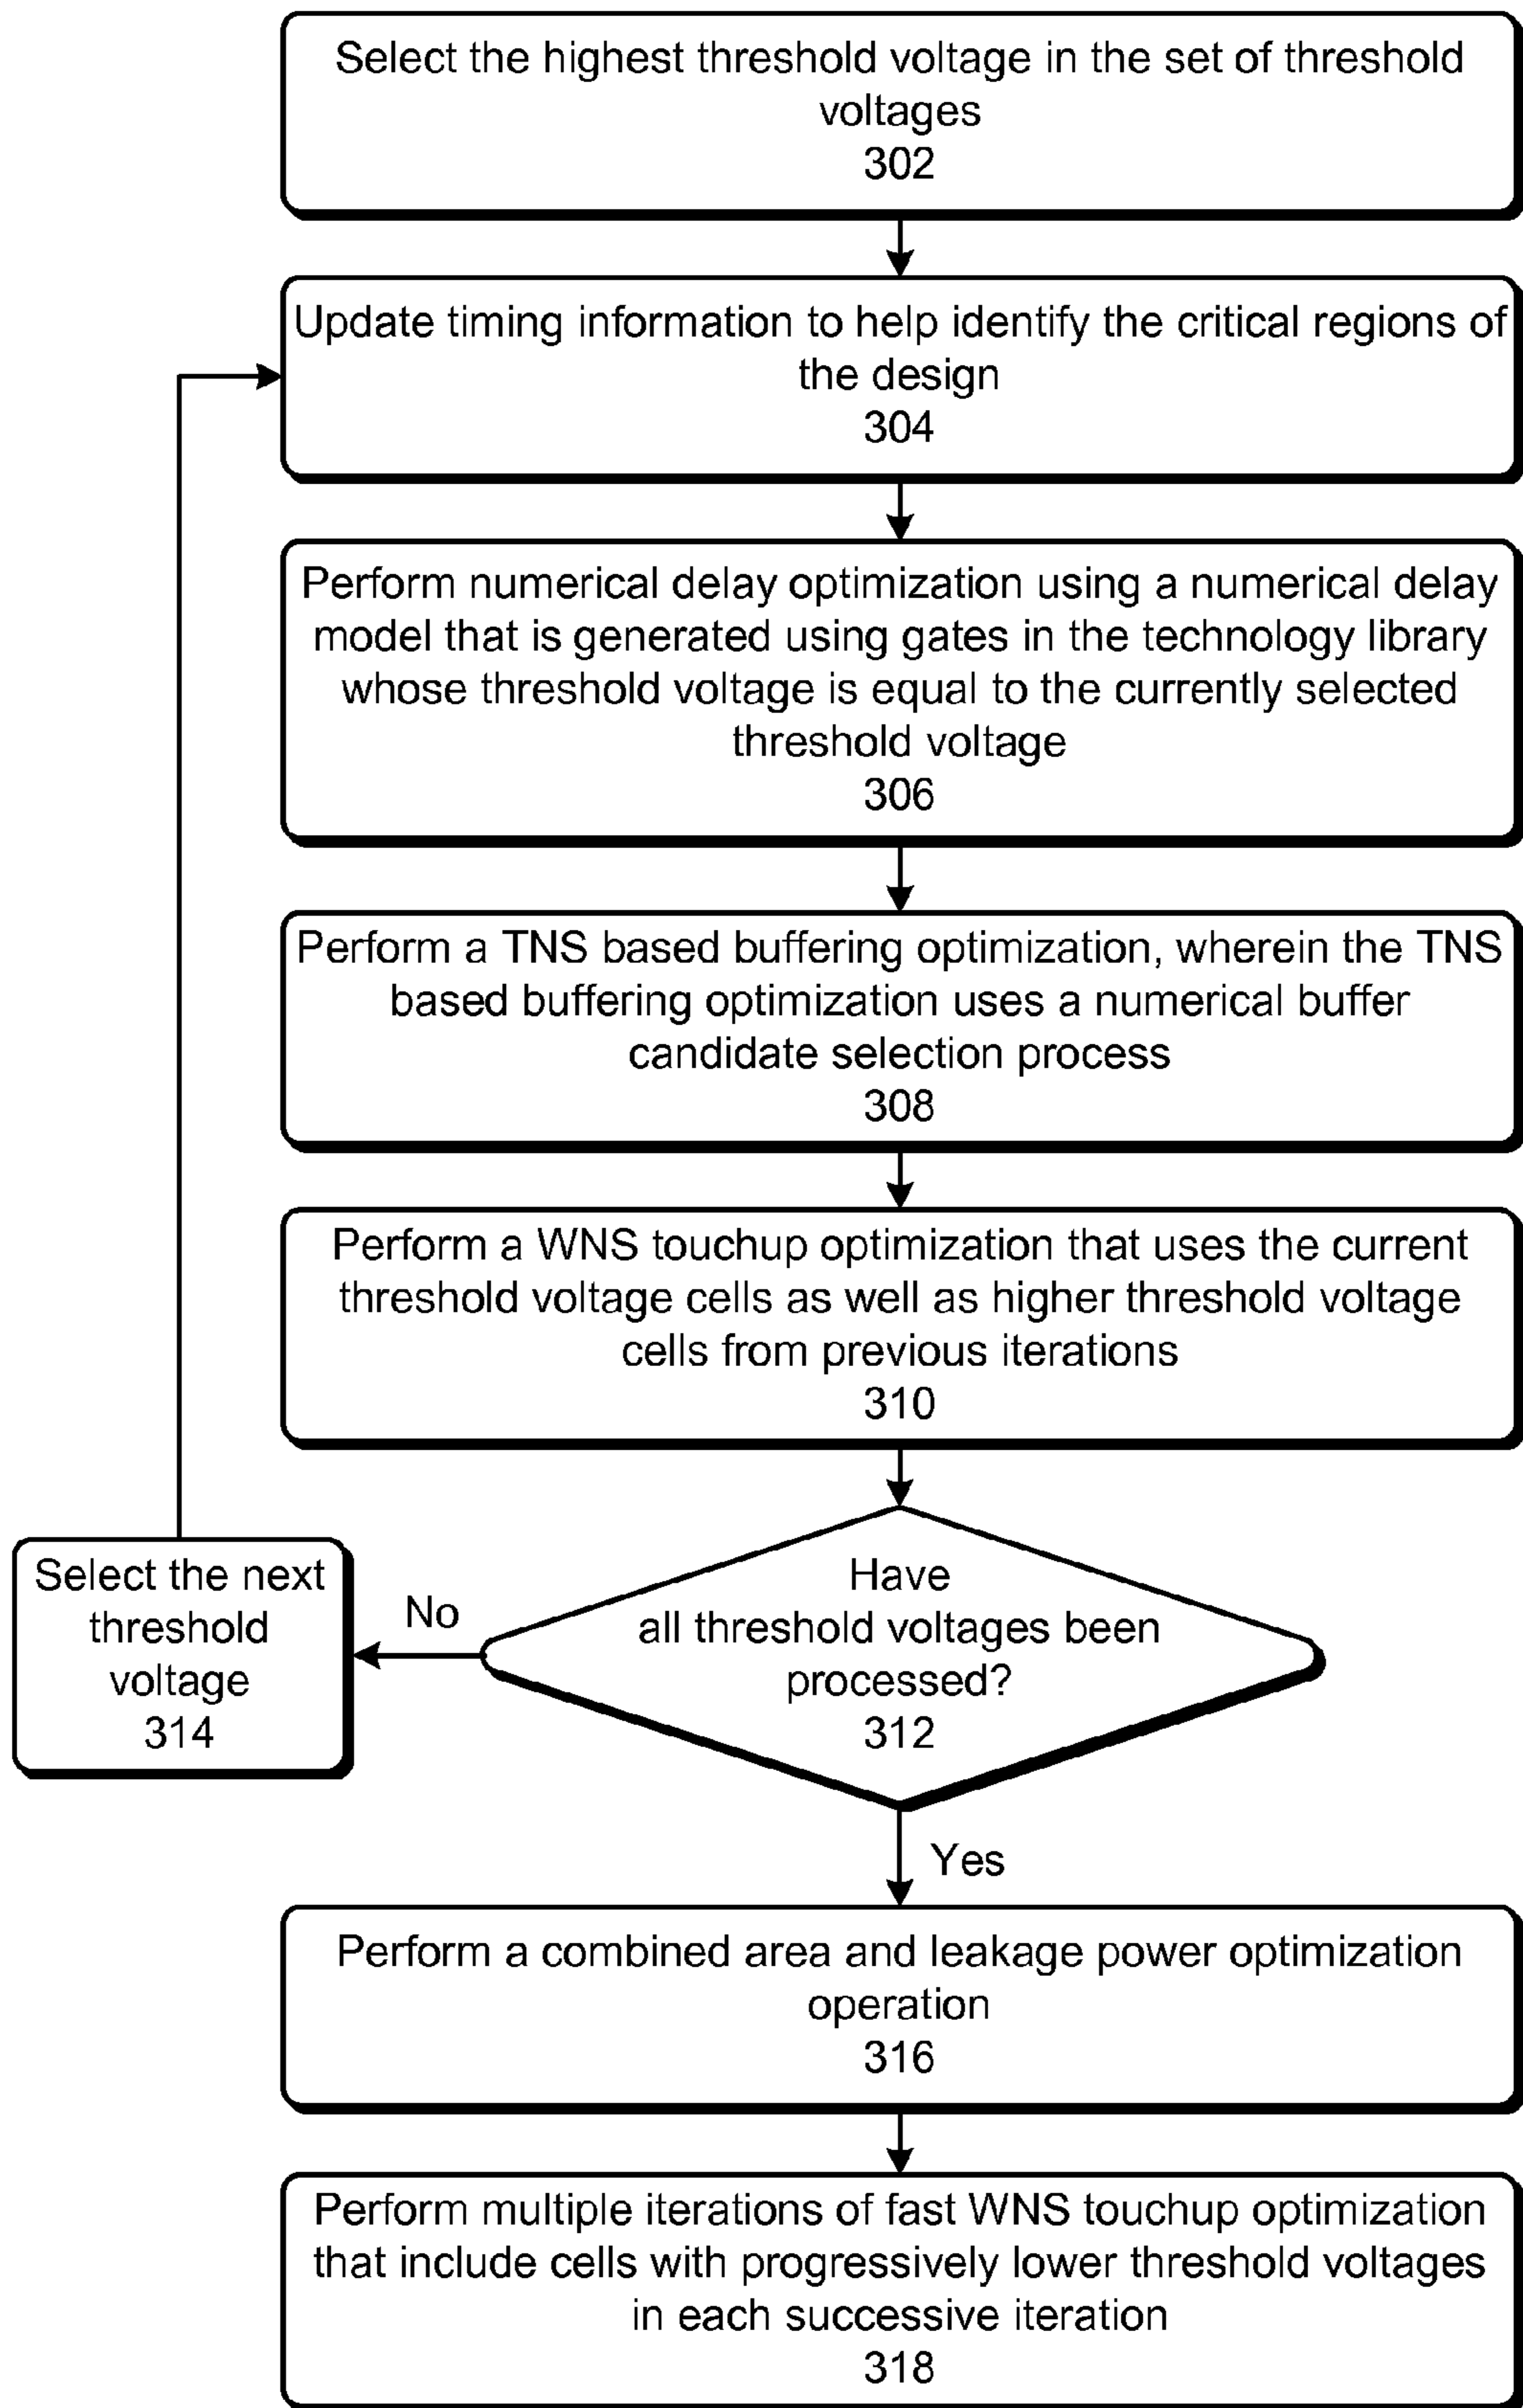 Select the highest threshold voltage in the set of threshold
voltages
302
Update timing information to help identify the critical regions of
the design
304
Perform numerical delay optimization using a numerical delay
model that is generated using gates in the technology library
whose threshold voltage is equal to the currently selected
threshold voltage
306
Perform a TNS based buffering optimization, wherein the TNS
based buffering optimization uses a numerical buffer
candidate selection process
308
Perform a WNS touchup optimization that uses the current
threshold voltage cells as well as higher threshold voltage
cells from previous iterations
310
Have
all threshold voltages been
processed?
312
No
Select the next
threshold
voltage
314
Yes
Perform a combined area and leakage power optimization
operation
316
Perform multiple iterations of fast WNS touchup optimization
that include cells with progressively lower threshold voltages
in each successive iteration
318